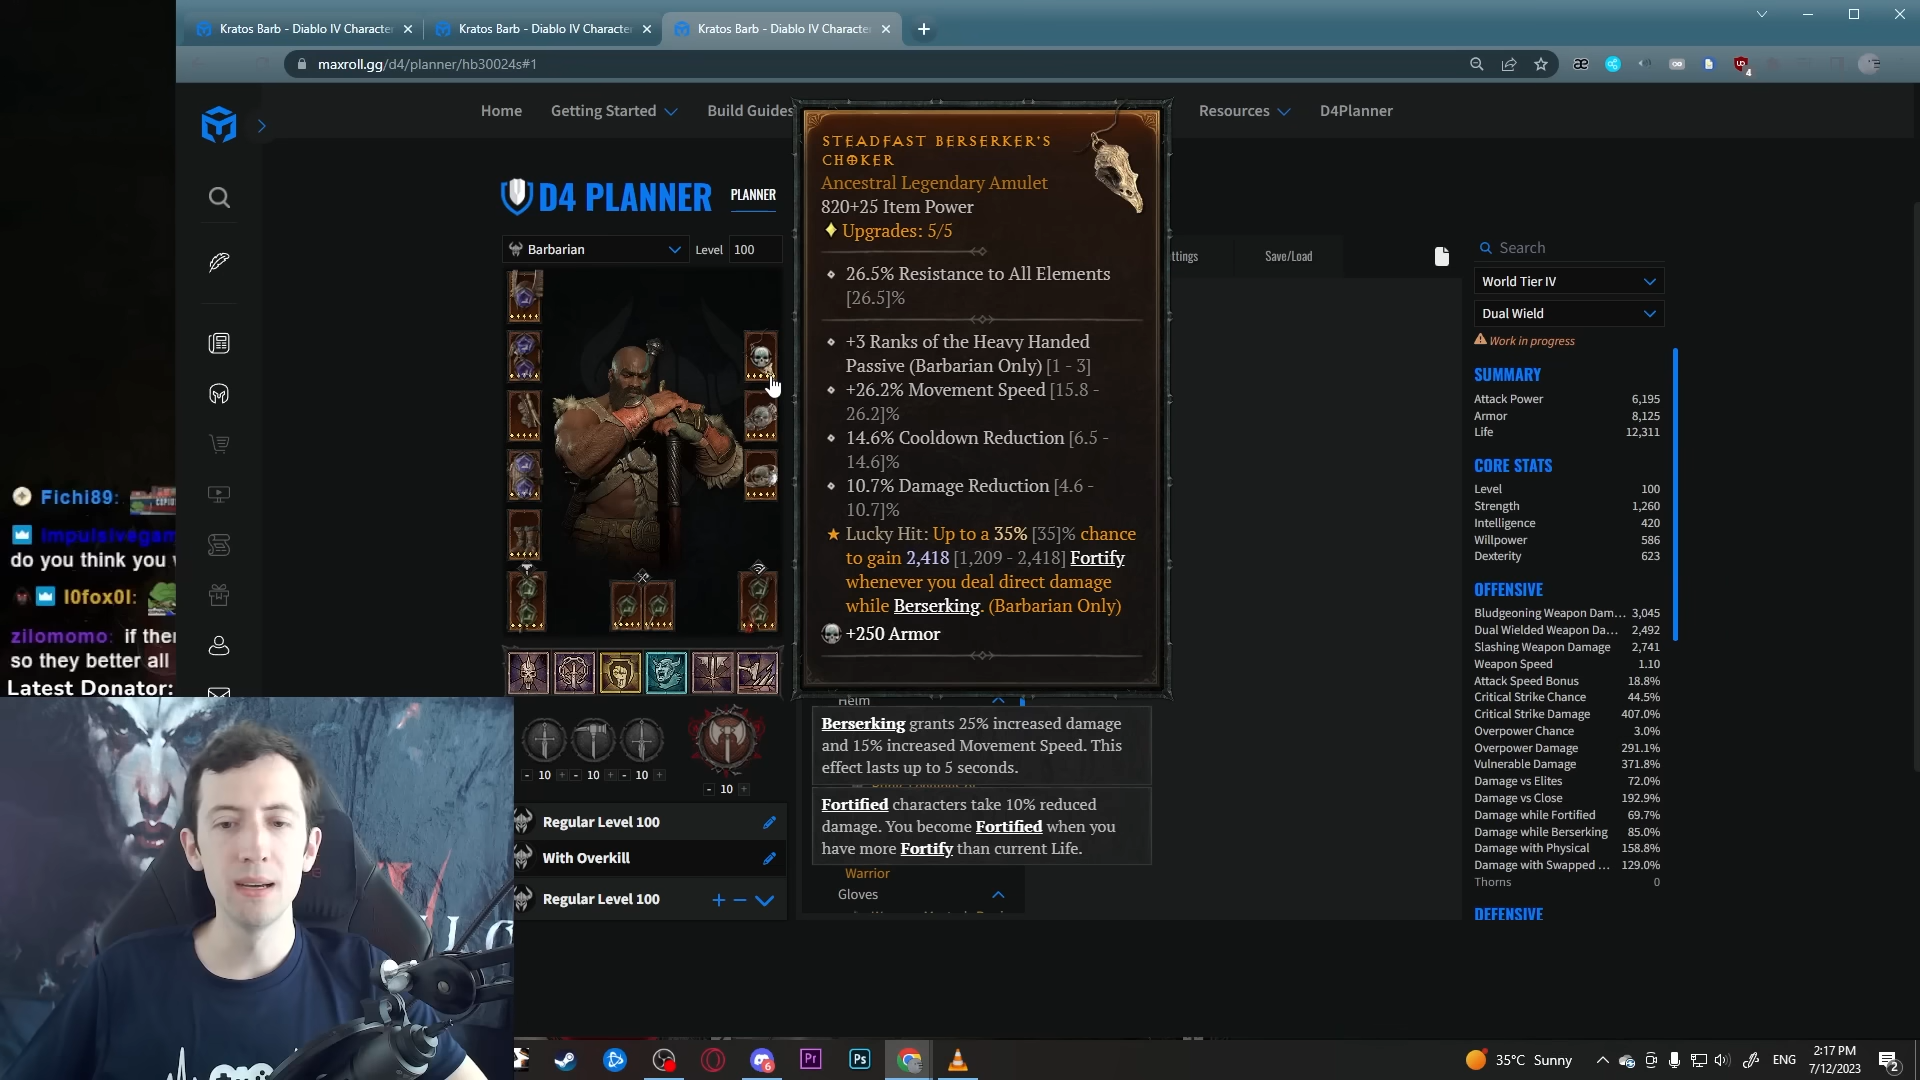 Kratos Barb - Diablo IV Characte
Kratos Barb - Diablo IV Characte
Kratos Barb - Diablo IV Characte
maxroll.gg/d4/planner/hb30024s#1
4
Home
Getting Started
Build Guides
Resources
D4Planner
D4 PLANNER
PLANNER
Barbarian
Level
100
STEADFAST BERSERKER'S
CHOKER
Ancestral Legendary Amulet
820+25 Item Power
Upgrades: 5/5
26.5% Resistance to All Elements
[26.5]%
+3 Ranks of the Heavy Handed
Passive (Barbarian Only) [1 - 3]
+26.2% Movement Speed [15.8 -
26.2]%
14.6% Cooldown Reduction [6.5 -
14.6]%
10.7% Damage Reduction [4.6 -
10.7]%
Lucky Hit: Up to a 35% [35]% chance
to gain 2,418 [1,209 - 2,418] Fortify
whenever you deal direct damage
while Berserking. (Barbarian Only)
+250 Armor
Helm
Berserking grants 25% increased damage
and 15% increased Movement Speed. This
effect lasts up to 5 seconds.
Fortified characters take 10% reduced
damage. You become Fortified when you
have more Fortify than current Life.
Warrior
Gloves
ttings
Save/Load
Search
World Tier IV
Dual Wield
Work in progress
SUMMARY
Attack Power 6,195
Armor 8,125
Life 12,311
CORE STATS
Level 100
Strength 1,260
Intelligence 420
Willpower 586
Dexterity 623
OFFENSIVE
Bludgeoning Weapon Dam... 3,045
Dual Wielded Weapon Da... 2,492
Slashing Weapon Damage 2,741
Weapon Speed 1.10
Attack Speed Bonus 18.8%
Critical Strike Chance 44.5%
Critical Strike Damage 407.0%
Overpower Chance 3.0%
Overpower Damage 291.1%
Vulnerable Damage 371.8%
Damage vs Elites 72.0%
Damage vs Close 192.9%
Damage while Fortified 69.7%
Damage while Berserking 85.0%
Damage with Physical 158.8%
Damage with Swapped ... 129.0%
Thorns 0
DEFENSIVE
- 10 + - 10 + - 10 +
- 10 +
Regular Level 100
With Overkill
Regular Level 100
Fichi89:
impulsivegam
do you think you
l0fox0l:
zilomomo: if ther
so they better all
Latest Donator:
6
Pr
Ps
35°C Sunny
ENG
2:17 PM
7/12/2023
2